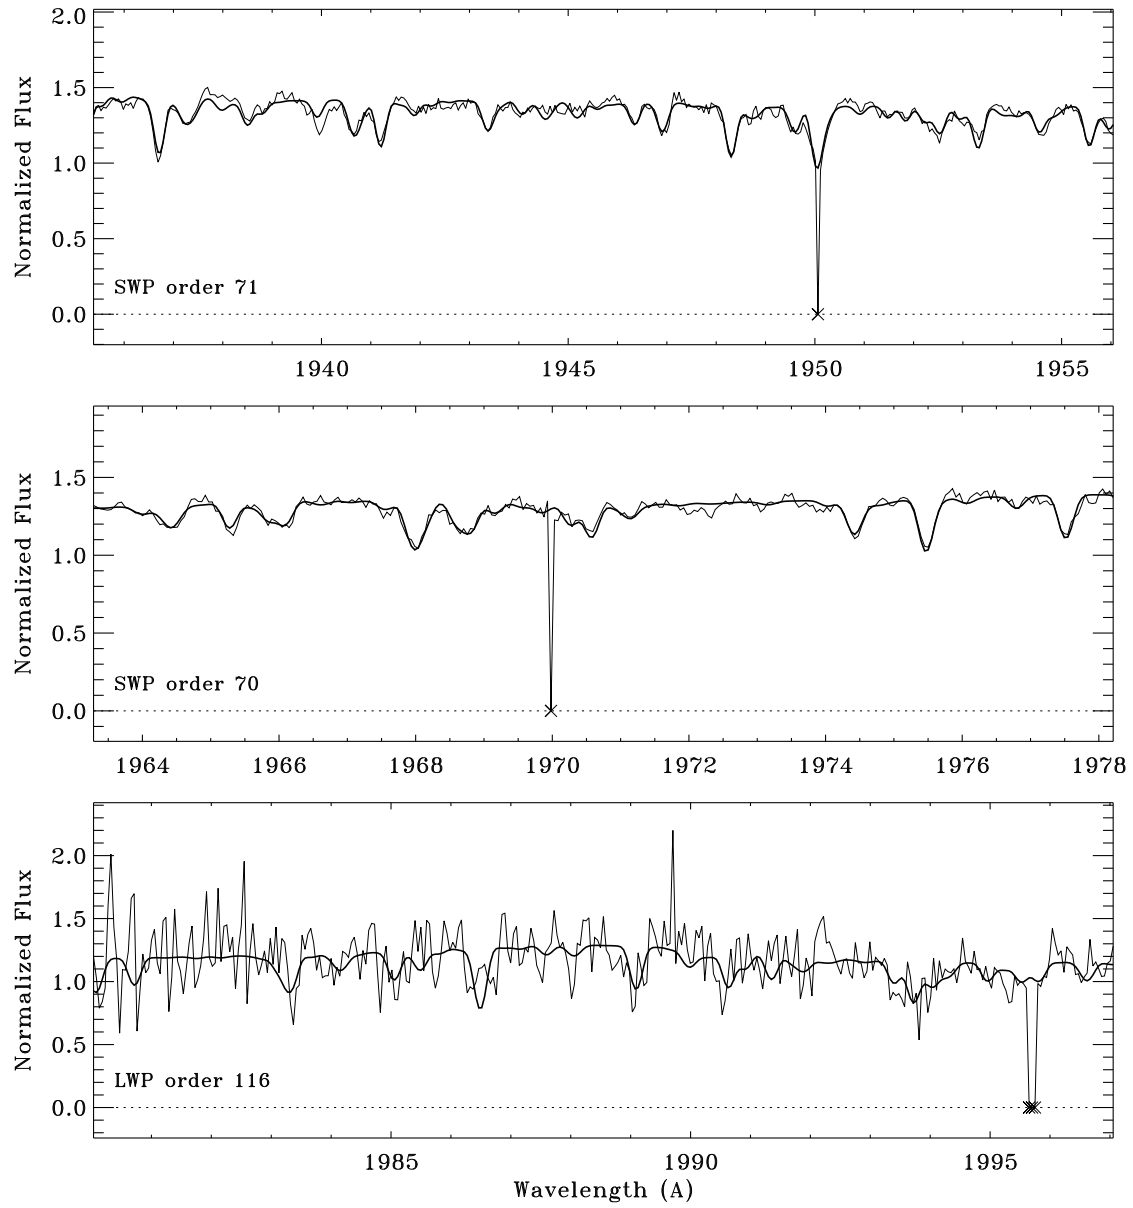 2.0
1.5
1.0
0.5
0.0
Normalized Flux
SWP order 71
1940 1945 1950 1955
1.5
1.0
0.5
0.0
Normalized Flux
SWP order 70
1964 1966 1968 1970 1972 1974 1976 1978
2.0
1.5
1.0
0.5
0.0
Normalized Flux
LWP order 116
1985 1990 1995
Wavelength (A)